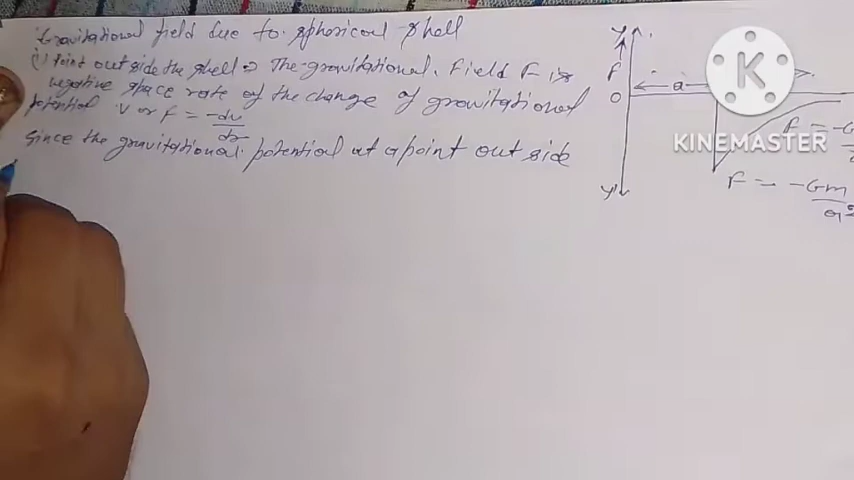 Gravitational field due to spherical shell
(i) Point out side the shell ⇒ The gravitational field F is
negative space rate of the change of gravitational
potential V or F = -dv/dr
Since the gravitational potential at a point out side
Y
F
O
Y'
a
F = -G
F = -Gm/a²
KINEMASTER